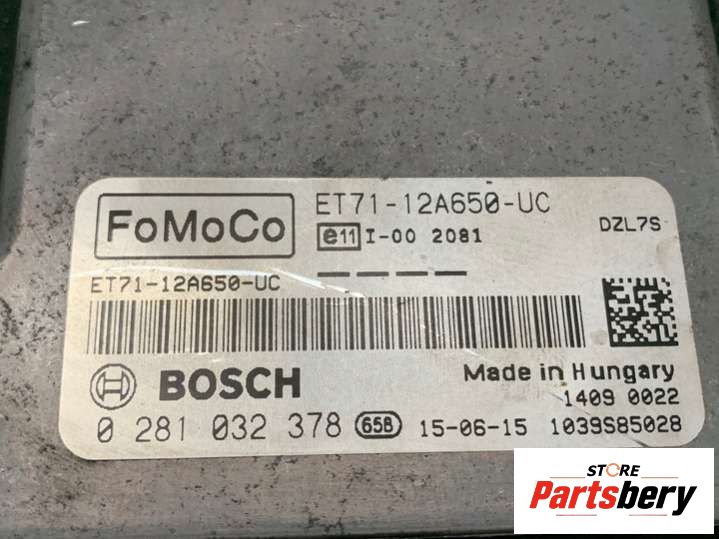 FoMoCo
ET71-12A650-UC
e11 I-00 2081
DZL7S
ET71-12A650-UC
BOSCH
Made in Hungary
1409 0022
0 281 032 378 65B 15-06-15 1039S85028
STORE
Partsbery